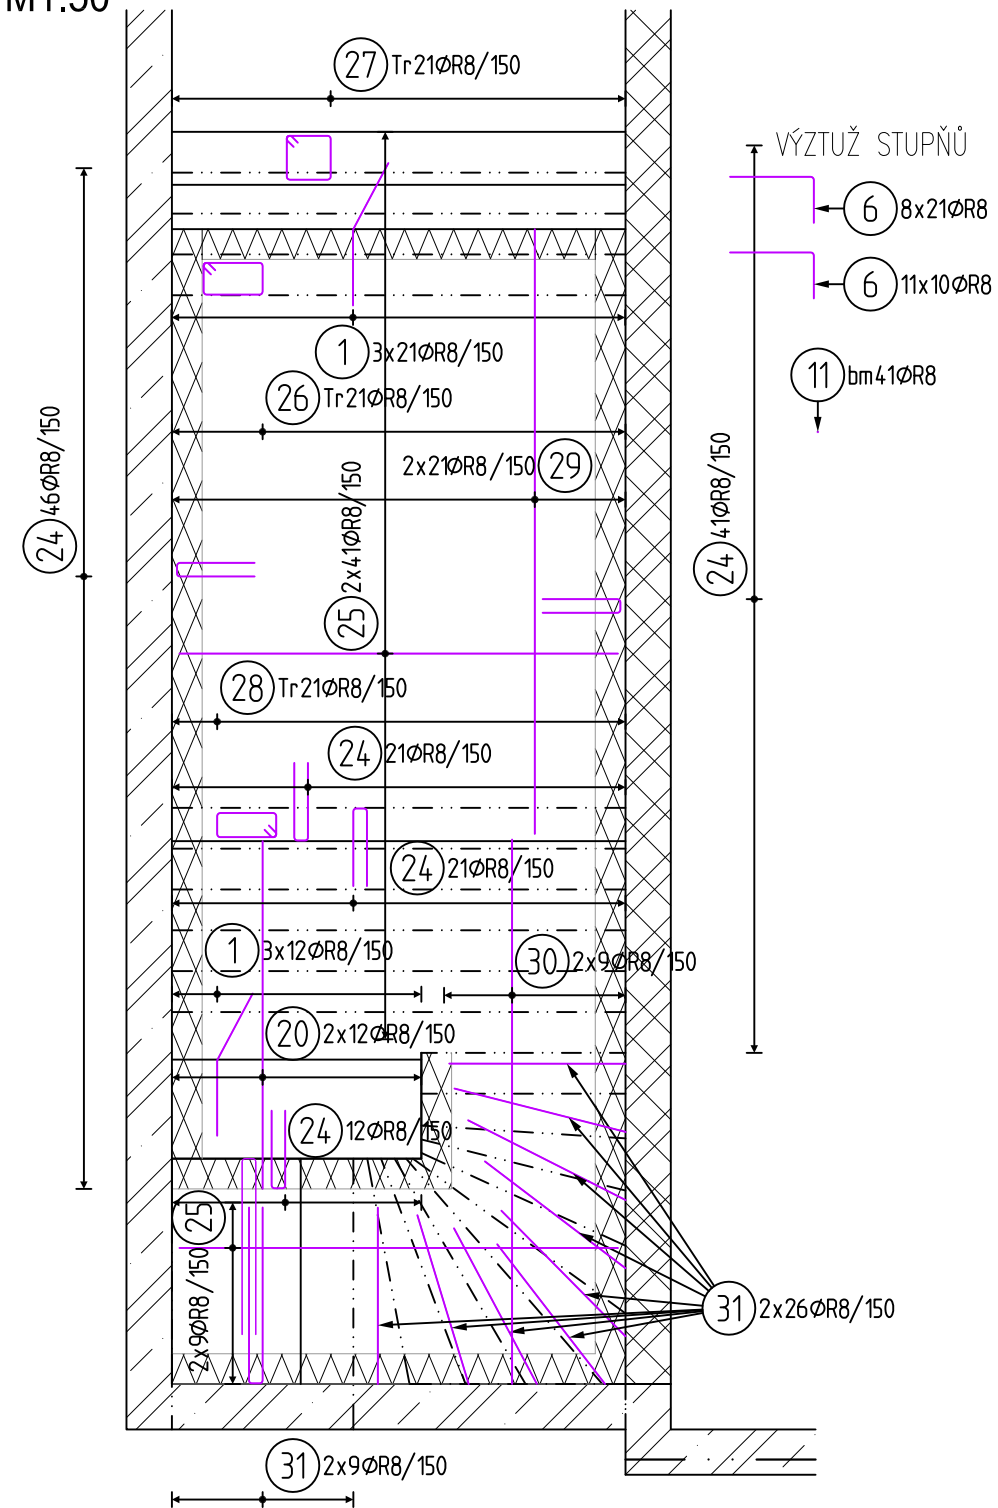 M1:50
27 Tr21ØR8/150
VÝZTUŽ STUPŇŮ
6 8x21ØR8
6 11x10ØR8
1 3x21ØR8/150
11 bm41ØR8
26 Tr21ØR8/150
24 46ØR8/150
2x21ØR8/150 29
25 2x41ØR8/150
24 41ØR8/150
28 Tr21ØR8/150
24 21ØR8/150
24 21ØR8/150
1 3x12ØR8/150
30 2x9ØR8/150
20 2x12ØR8/150
24 12ØR8/150
25 2x9ØR8/150
31 2x26ØR8/150
31 2x9ØR8/150